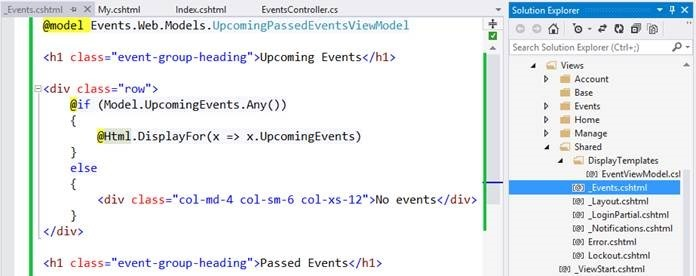 _Events.cshtml My.cshtml Index.cshtml EventsController.cs
@model Events.Web.Models.UpcomingPassedEventsViewModel
<h1 class="event-group-heading">Upcoming Events</h1>
<div class="row">
@if (Model.UpcomingEvents.Any())
{
@Html.DisplayFor(x => x.UpcomingEvents)
}
else
{
<div class="col-md-4 col-sm-6 col-xs-12">No events</div>
}
</div>
<h1 class="event-group-heading">Passed Events</h1>
Solution Explorer
Search Solution Explorer (Ctrl+;)
Views
Account
Base
Events
Home
Manage
Shared
DisplayTemplates
EventViewModel.csl
_Events.cshtml
_Layout.cshtml
_LoginPartial.cshtml
_Notifications.cshtml
Error.cshtml
Lockout.cshtml
_ViewStart.cshtml